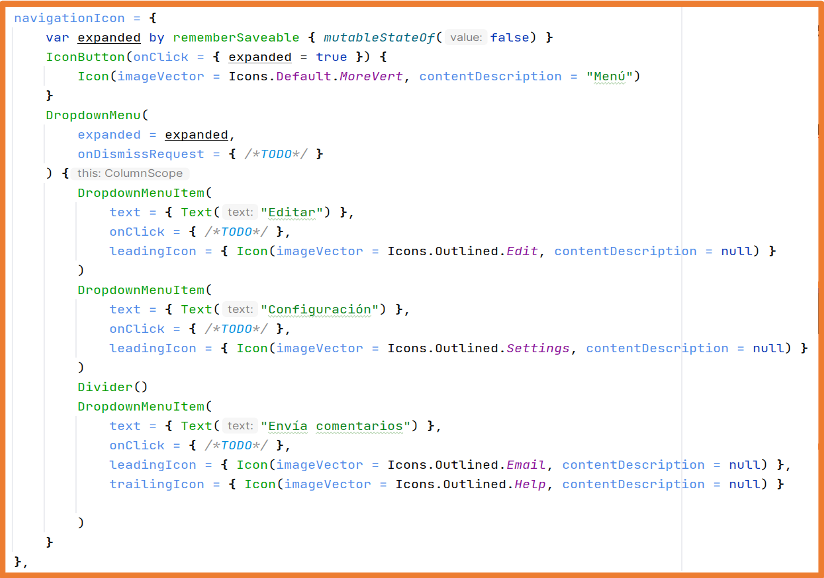 navigationIcon = {
    var expanded by rememberSaveable { mutableStateOf( value: false) }
    IconButton(onClick = { expanded = true }) {
        Icon(imageVector = Icons.Default.MoreVert, contentDescription = "Menú")
    }
    DropdownMenu(
        expanded = expanded,
        onDismissRequest = { /*TODO*/ }
    ) { this: ColumnScope
        DropdownMenuItem(
            text = { Text( text: "Editar") },
            onClick = { /*TODO*/ },
            leadingIcon = { Icon(imageVector = Icons.Outlined.Edit, contentDescription = null) }
        )
        DropdownMenuItem(
            text = { Text( text: "Configuración") },
            onClick = { /*TODO*/ },
            leadingIcon = { Icon(imageVector = Icons.Outlined.Settings, contentDescription = null) }
        )
        Divider()
        DropdownMenuItem(
            text = { Text( text: "Envía comentarios") },
            onClick = { /*TODO*/ },
            leadingIcon = { Icon(imageVector = Icons.Outlined.Email, contentDescription = null) },
            trailingIcon = { Icon(imageVector = Icons.Outlined.Help, contentDescription = null) }
        )
    }
},